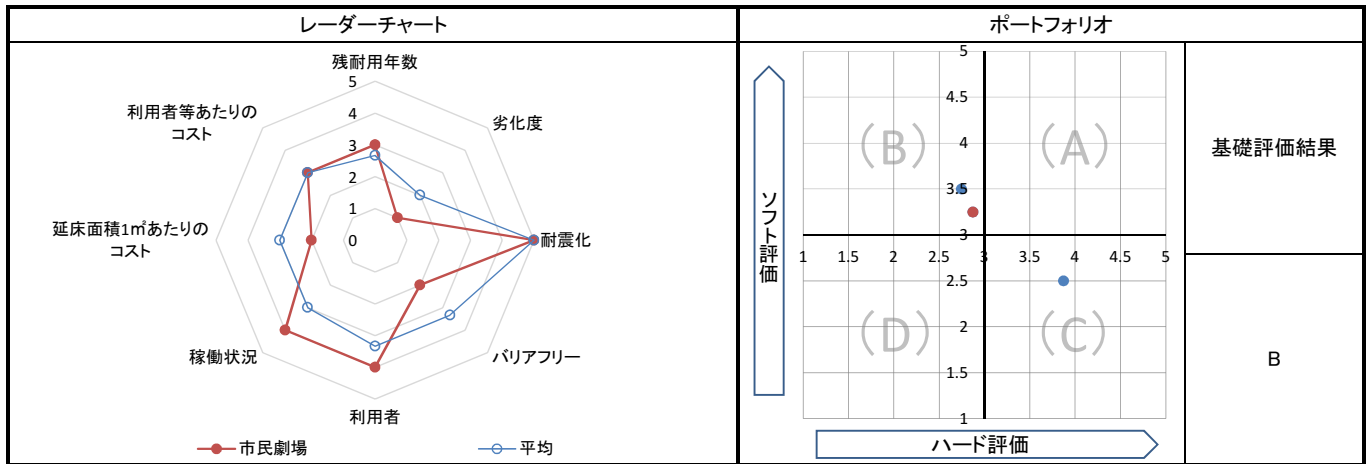 レーダーチャート
残耐用年数
劣化度
耐震化
バリアフリー
利用者
稼働状況
延床面積1㎡あたりの
コスト
利用者等あたりの
コスト
5
4
3
2
1
0
市民劇場
平均
ポートフォリオ
ソフト評価
ハード評価
5
4.5
4
3.5
3
2.5
2
1.5
1
1 1.5 2 2.5 3 3.5 4 4.5 5
(B)
(A)
(D)
(C)
基礎評価結果
B